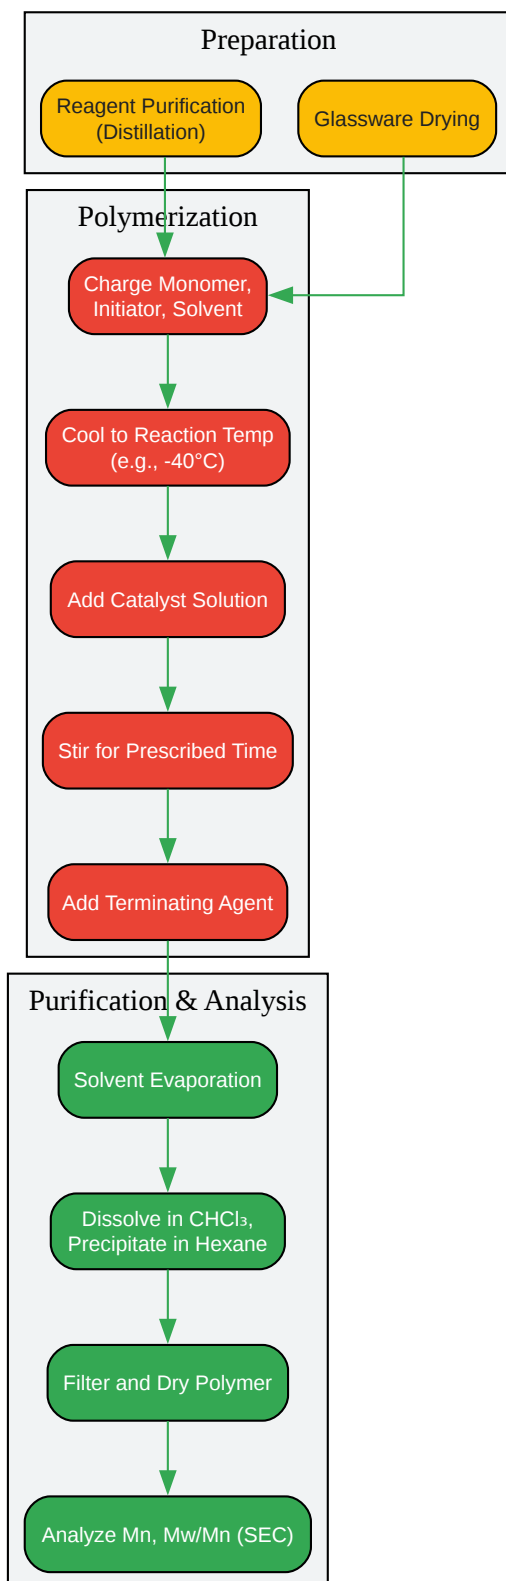 Preparation
Reagent Purification
(Distillation)
Glassware Drying
Polymerization
Charge Monomer,
Initiator, Solvent
Cool to Reaction Temp
(e.g., -40°C)
Add Catalyst Solution
Stir for Prescribed Time
Add Terminating Agent
Purification & Analysis
Solvent Evaporation
Dissolve in CHCl₃,
Precipitate in Hexane
Filter and Dry Polymer
Analyze Mn, Mw/Mn (SEC)